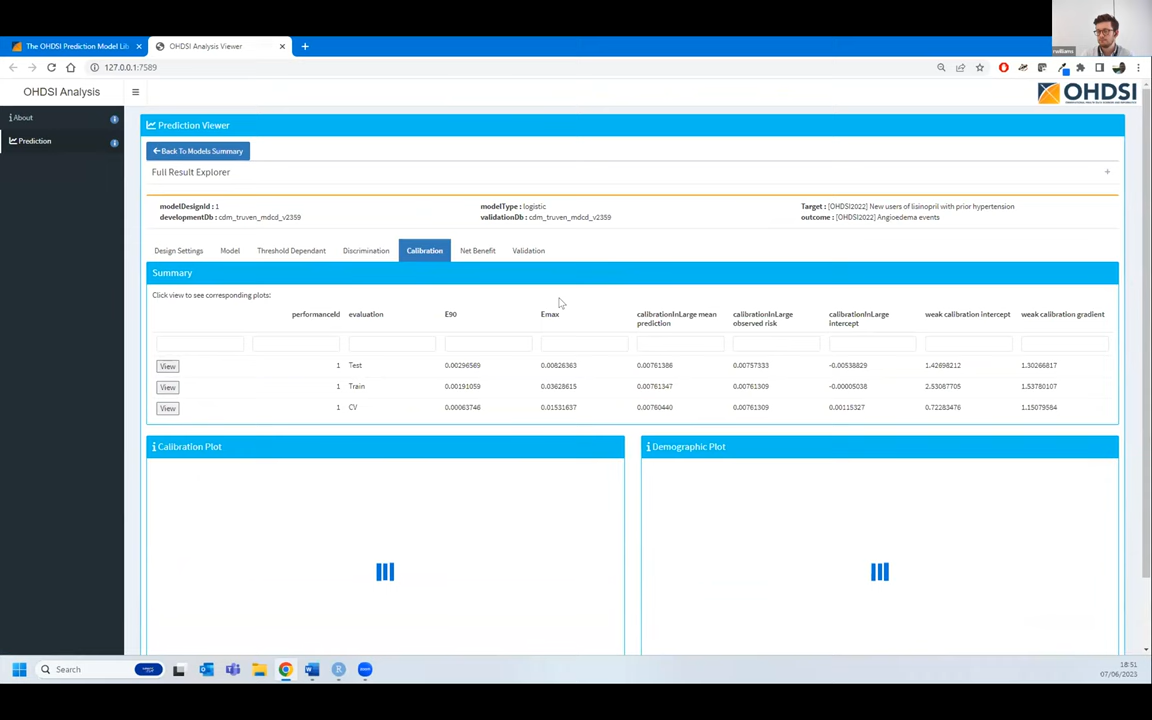 The OHDSI Prediction Model Lib
OHDSI Analysis Viewer
127.0.0.1:7589
OHDSI Analysis
OHDSI
About
Prediction
Prediction Viewer
Back To Models Summary
Full Result Explorer
modelDesignId : 1
modelType : logistic
Target : [OHDSI2022] New users of lisinopril with prior hypertension
developmentDb : cdm_truven_mdcd_v2359
validationDb : cdm_truven_mdcd_v2359
outcome : [OHDSI2022] Angioedema events
Design Settings Model Threshold Dependant Discrimination Calibration Net Benefit Validation
Summary
Click view to see corresponding plots:
performanceId evaluation E90 Emax calibrationInLarge mean prediction calibrationInLarge observed risk calibrationInLarge intercept weak calibration intercept weak calibration gradient
View 1 Test 0.00296569 0.00826363 0.00761386 0.00757333 -0.00538829 1.42698212 1.30266817
View 1 Train 0.00191059 0.03628615 0.00761347 0.00761309 -0.00005038 2.53067705 1.53780107
View 1 CV 0.00063746 0.01531637 0.00760440 0.00761309 0.00115327 0.72283476 1.15079564
Calibration Plot
Demographic Plot
Search
18:51
07/06/2023